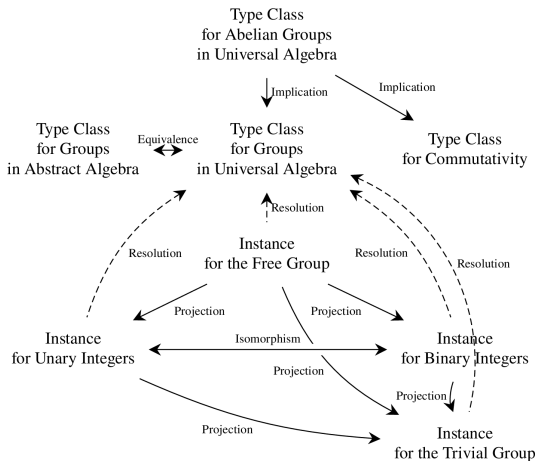 Type Class
for Abelian Groups
in Universal Algebra
Implication
Implication
Type Class
for Groups
in Abstract Algebra
Equivalence
Type Class
for Groups
in Universal Algebra
Type Class
for Commutativity
Resolution
Resolution
Instance
for the Free Group
Resolution
Resolution
Projection
Projection
Instance
for Unary Integers
Isomorphism
Instance
for Binary Integers
Projection
Projection
Projection
Instance
for the Trivial Group